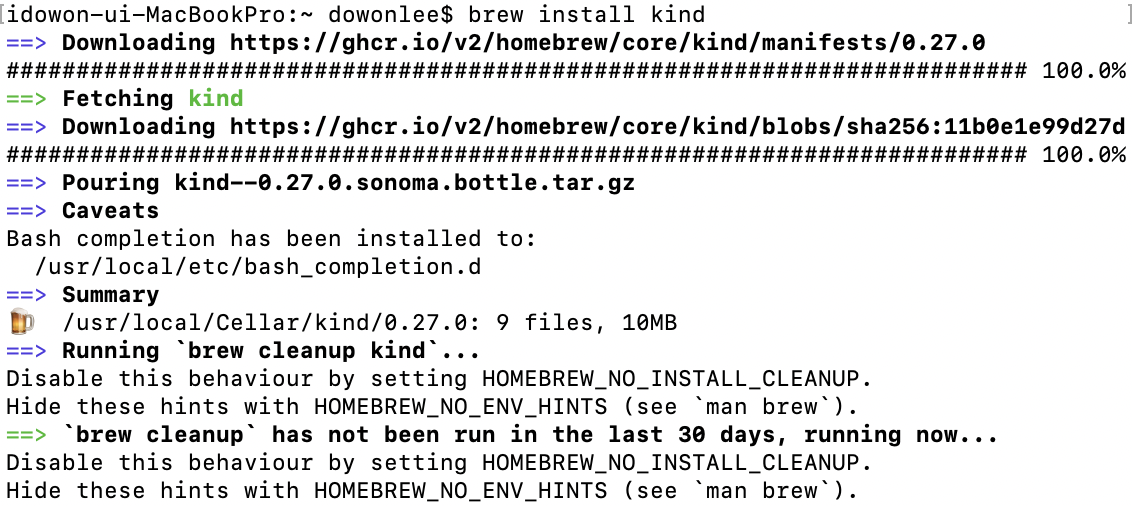 [idowon-ui-MacBookPro:~ dowonlee$ brew install kind ]
==> Downloading https://ghcr.io/v2/homebrew/core/kind/manifests/0.27.0
######################################################################### 100.0%
==> Fetching kind
==> Downloading https://ghcr.io/v2/homebrew/core/kind/blobs/sha256:11b0e1e99d27d
######################################################################### 100.0%
==> Pouring kind--0.27.0.sonoma.bottle.tar.gz
==> Caveats
Bash completion has been installed to:
  /usr/local/etc/bash_completion.d
==> Summary
🍺  /usr/local/Cellar/kind/0.27.0: 9 files, 10MB
==> Running `brew cleanup kind`...
Disable this behaviour by setting HOMEBREW_NO_INSTALL_CLEANUP.
Hide these hints with HOMEBREW_NO_ENV_HINTS (see `man brew`).
==> `brew cleanup` has not been run in the last 30 days, running now...
Disable this behaviour by setting HOMEBREW_NO_INSTALL_CLEANUP.
Hide these hints with HOMEBREW_NO_ENV_HINTS (see `man brew`).